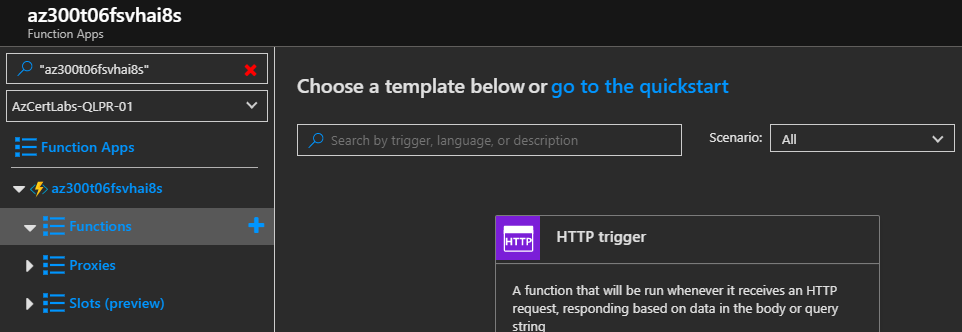 az300t06fsvhai8s
Function Apps
"az300t06fsvhai8s"
AzCertLabs-QLPR-01
Function Apps
az300t06fsvhai8s
Functions
Proxies
Slots (preview)
Choose a template below or go to the quickstart
Search by trigger, language, or description
Scenario:
All
HTTP
HTTP trigger
A function that will be run whenever it receives an HTTP
request, responding based on data in the body or query
string